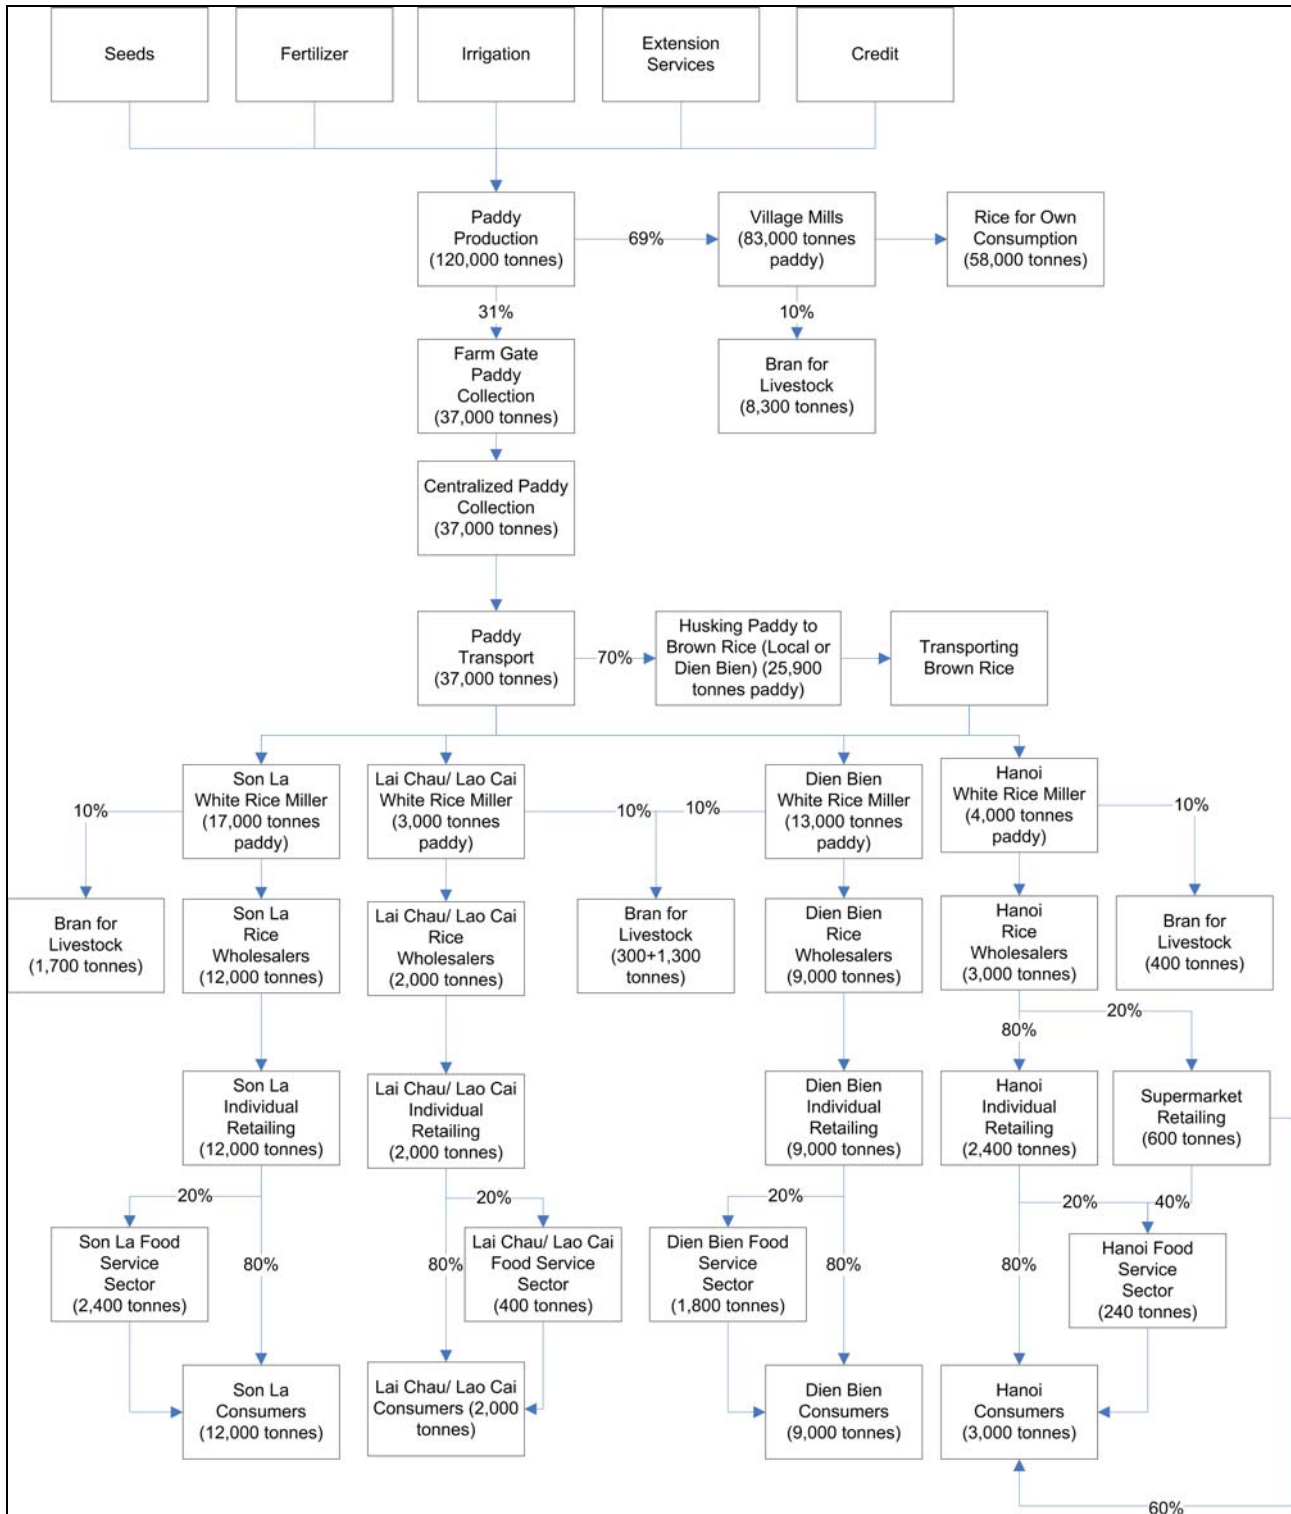 Seeds
Fertilizer
Irrigation
Extension
Services
Credit
Paddy
Production
(120,000 tonnes)
69%
Village Mills
(83,000 tonnes
paddy)
Rice for Own
Consumption
(58,000 tonnes)
31%
10%
Farm Gate
Paddy
Collection
(37,000 tonnes)
Bran for
Livestock
(8,300 tonnes)
Centralized Paddy
Collection
(37,000 tonnes)
Paddy
Transport
(37,000 tonnes)
70%
Husking Paddy to
Brown Rice (Local or
Dien Bien) (25,900
tonnes paddy)
Transporting
Brown Rice
10%
Son La
White Rice Miller
(17,000 tonnes
paddy)
Lai Chau/ Lao Cai
White Rice Miller
(3,000 tonnes
paddy)
10%
10%
Dien Bien
White Rice Miller
(13,000 tonnes
paddy)
Hanoi
White Rice Miller
(4,000 tonnes
paddy)
10%
Bran for
Livestock
(1,700 tonnes)
Son La
Rice
Wholesalers
(12,000 tonnes)
Lai Chau/ Lao Cai
Rice
Wholesalers
(2,000 tonnes)
Bran for
Livestock
(300+1,300
tonnes)
Dien Bien
Rice
Wholesalers
(9,000 tonnes)
Hanoi
Rice
Wholesalers
(3,000 tonnes)
Bran for
Livestock
(400 tonnes)
80%
20%
Son La
Individual
Retailing
(12,000 tonnes)
Lai Chau/ Lao Cai
Individual
Retailing
(2,000 tonnes)
Dien Bien
Individual
Retailing
(9,000 tonnes)
Hanoi
Individual
Retailing
(2,400 tonnes)
Supermarket
Retailing
(600 tonnes)
20%
20%
20%
20%
40%
Son La Food
Service
Sector
(2,400 tonnes)
80%
80%
Lai Chau/ Lao Cai
Food Service
Sector
(400 tonnes)
Dien Bien Food
Service
Sector
(1,800 tonnes)
80%
80%
Hanoi Food
Service
Sector
(240 tonnes)
Son La
Consumers
(12,000 tonnes)
Lai Chau/ Lao Cai
Consumers (2,000
tonnes)
Dien Bien
Consumers
(9,000 tonnes)
Hanoi
Consumers
(3,000 tonnes)
60%